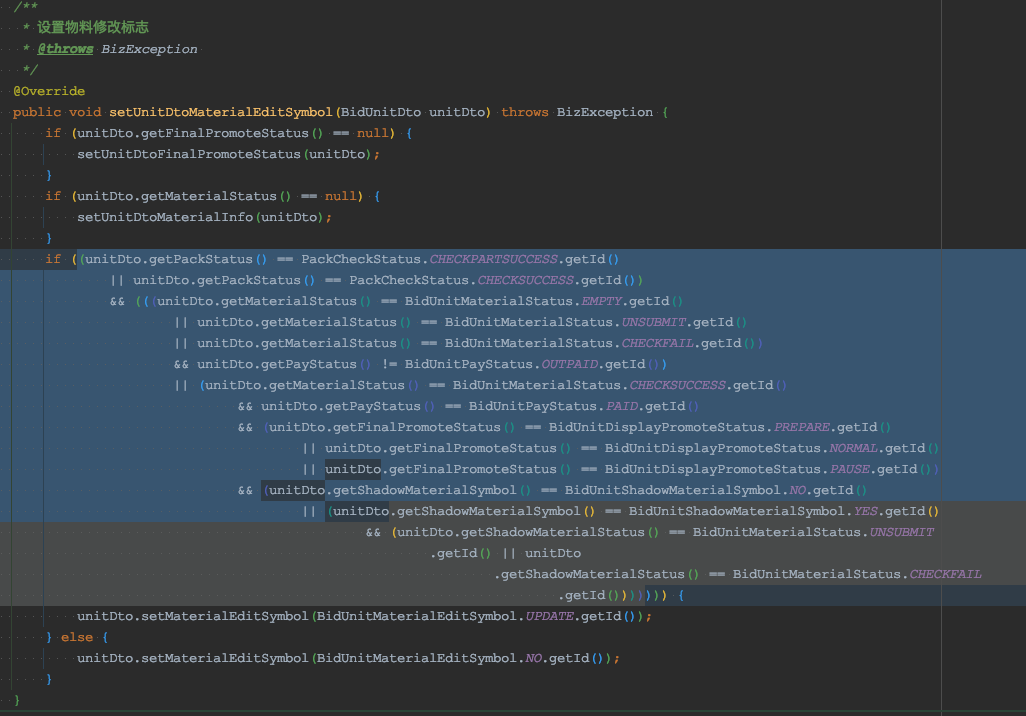 /**
 * 设置物料修改标志
 * @throws BizException
 */
@Override
public void setUnitDtoMaterialEditSymbol(BidUnitDto unitDto) throws BizException {
    if (unitDto.getFinalPromoteStatus() == null) {
        setUnitDtoFinalPromoteStatus(unitDto);
    }
    if (unitDto.getMaterialStatus() == null) {
        setUnitDtoMaterialInfo(unitDto);
    }
    if ((unitDto.getPackStatus() == PackCheckStatus.CHECKPARTSUCCESS.getId()
            || unitDto.getPackStatus() == PackCheckStatus.CHECKSUCCESS.getId())
            && (((unitDto.getMaterialStatus() == BidUnitMaterialStatus.EMPTY.getId()
                    || unitDto.getMaterialStatus() == BidUnitMaterialStatus.UNSUBMIT.getId()
                    || unitDto.getMaterialStatus() == BidUnitMaterialStatus.CHECKFAIL.getId())
                    && unitDto.getPayStatus() != BidUnitPayStatus.OUTPAID.getId())
                    || (unitDto.getMaterialStatus() == BidUnitMaterialStatus.CHECKSUCCESS.getId()
                            && unitDto.getPayStatus() == BidUnitPayStatus.PAID.getId()
                            && (unitDto.getFinalPromoteStatus() == BidUnitDisplayPromoteStatus.PREPARE.getId()
                                    || unitDto.getFinalPromoteStatus() == BidUnitDisplayPromoteStatus.NORMAL.getId()
                                    || unitDto.getFinalPromoteStatus() == BidUnitDisplayPromoteStatus.PAUSE.getId())
                            && (unitDto.getShadowMaterialSymbol() == BidUnitShadowMaterialSymbol.NO.getId()
                                    || (unitDto.getShadowMaterialSymbol() == BidUnitShadowMaterialSymbol.YES.getId()
                                            && (unitDto.getShadowMaterialStatus() == BidUnitMaterialStatus.UNSUBMIT
                                                    .getId() || unitDto
                                                            .getShadowMaterialStatus() == BidUnitMaterialStatus.CHECKFAIL
                                                                    .getId())))))) {
        unitDto.setMaterialEditSymbol(BidUnitMaterialEditSymbol.UPDATE.getId());
    } else {
        unitDto.setMaterialEditSymbol(BidUnitMaterialEditSymbol.NO.getId());
    }
}